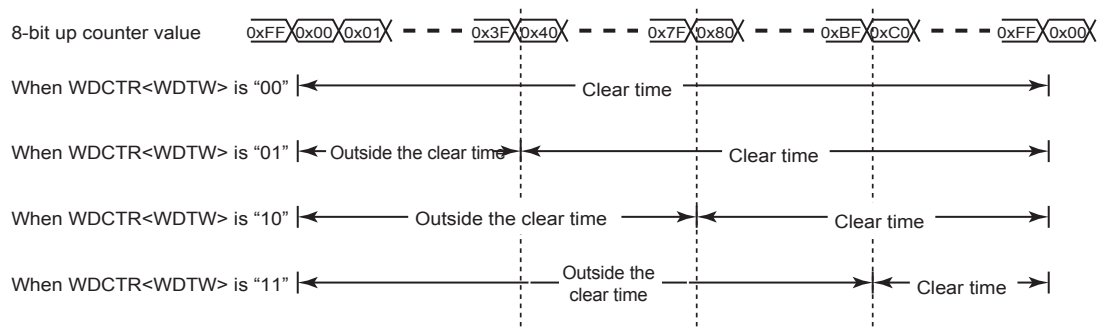 8-bit up counter value 0xFF 0x00 0x01 0x3F 0x40 0x7F 0x80 0xBF 0xC0 0xFF 0x00
When WDCTR<WDTW> is “00” Clear time
When WDCTR<WDTW> is “01” Outside the clear time Clear time
When WDCTR<WDTW> is “10” Outside the clear time Clear time
When WDCTR<WDTW> is “11” Outside the
clear time Clear time